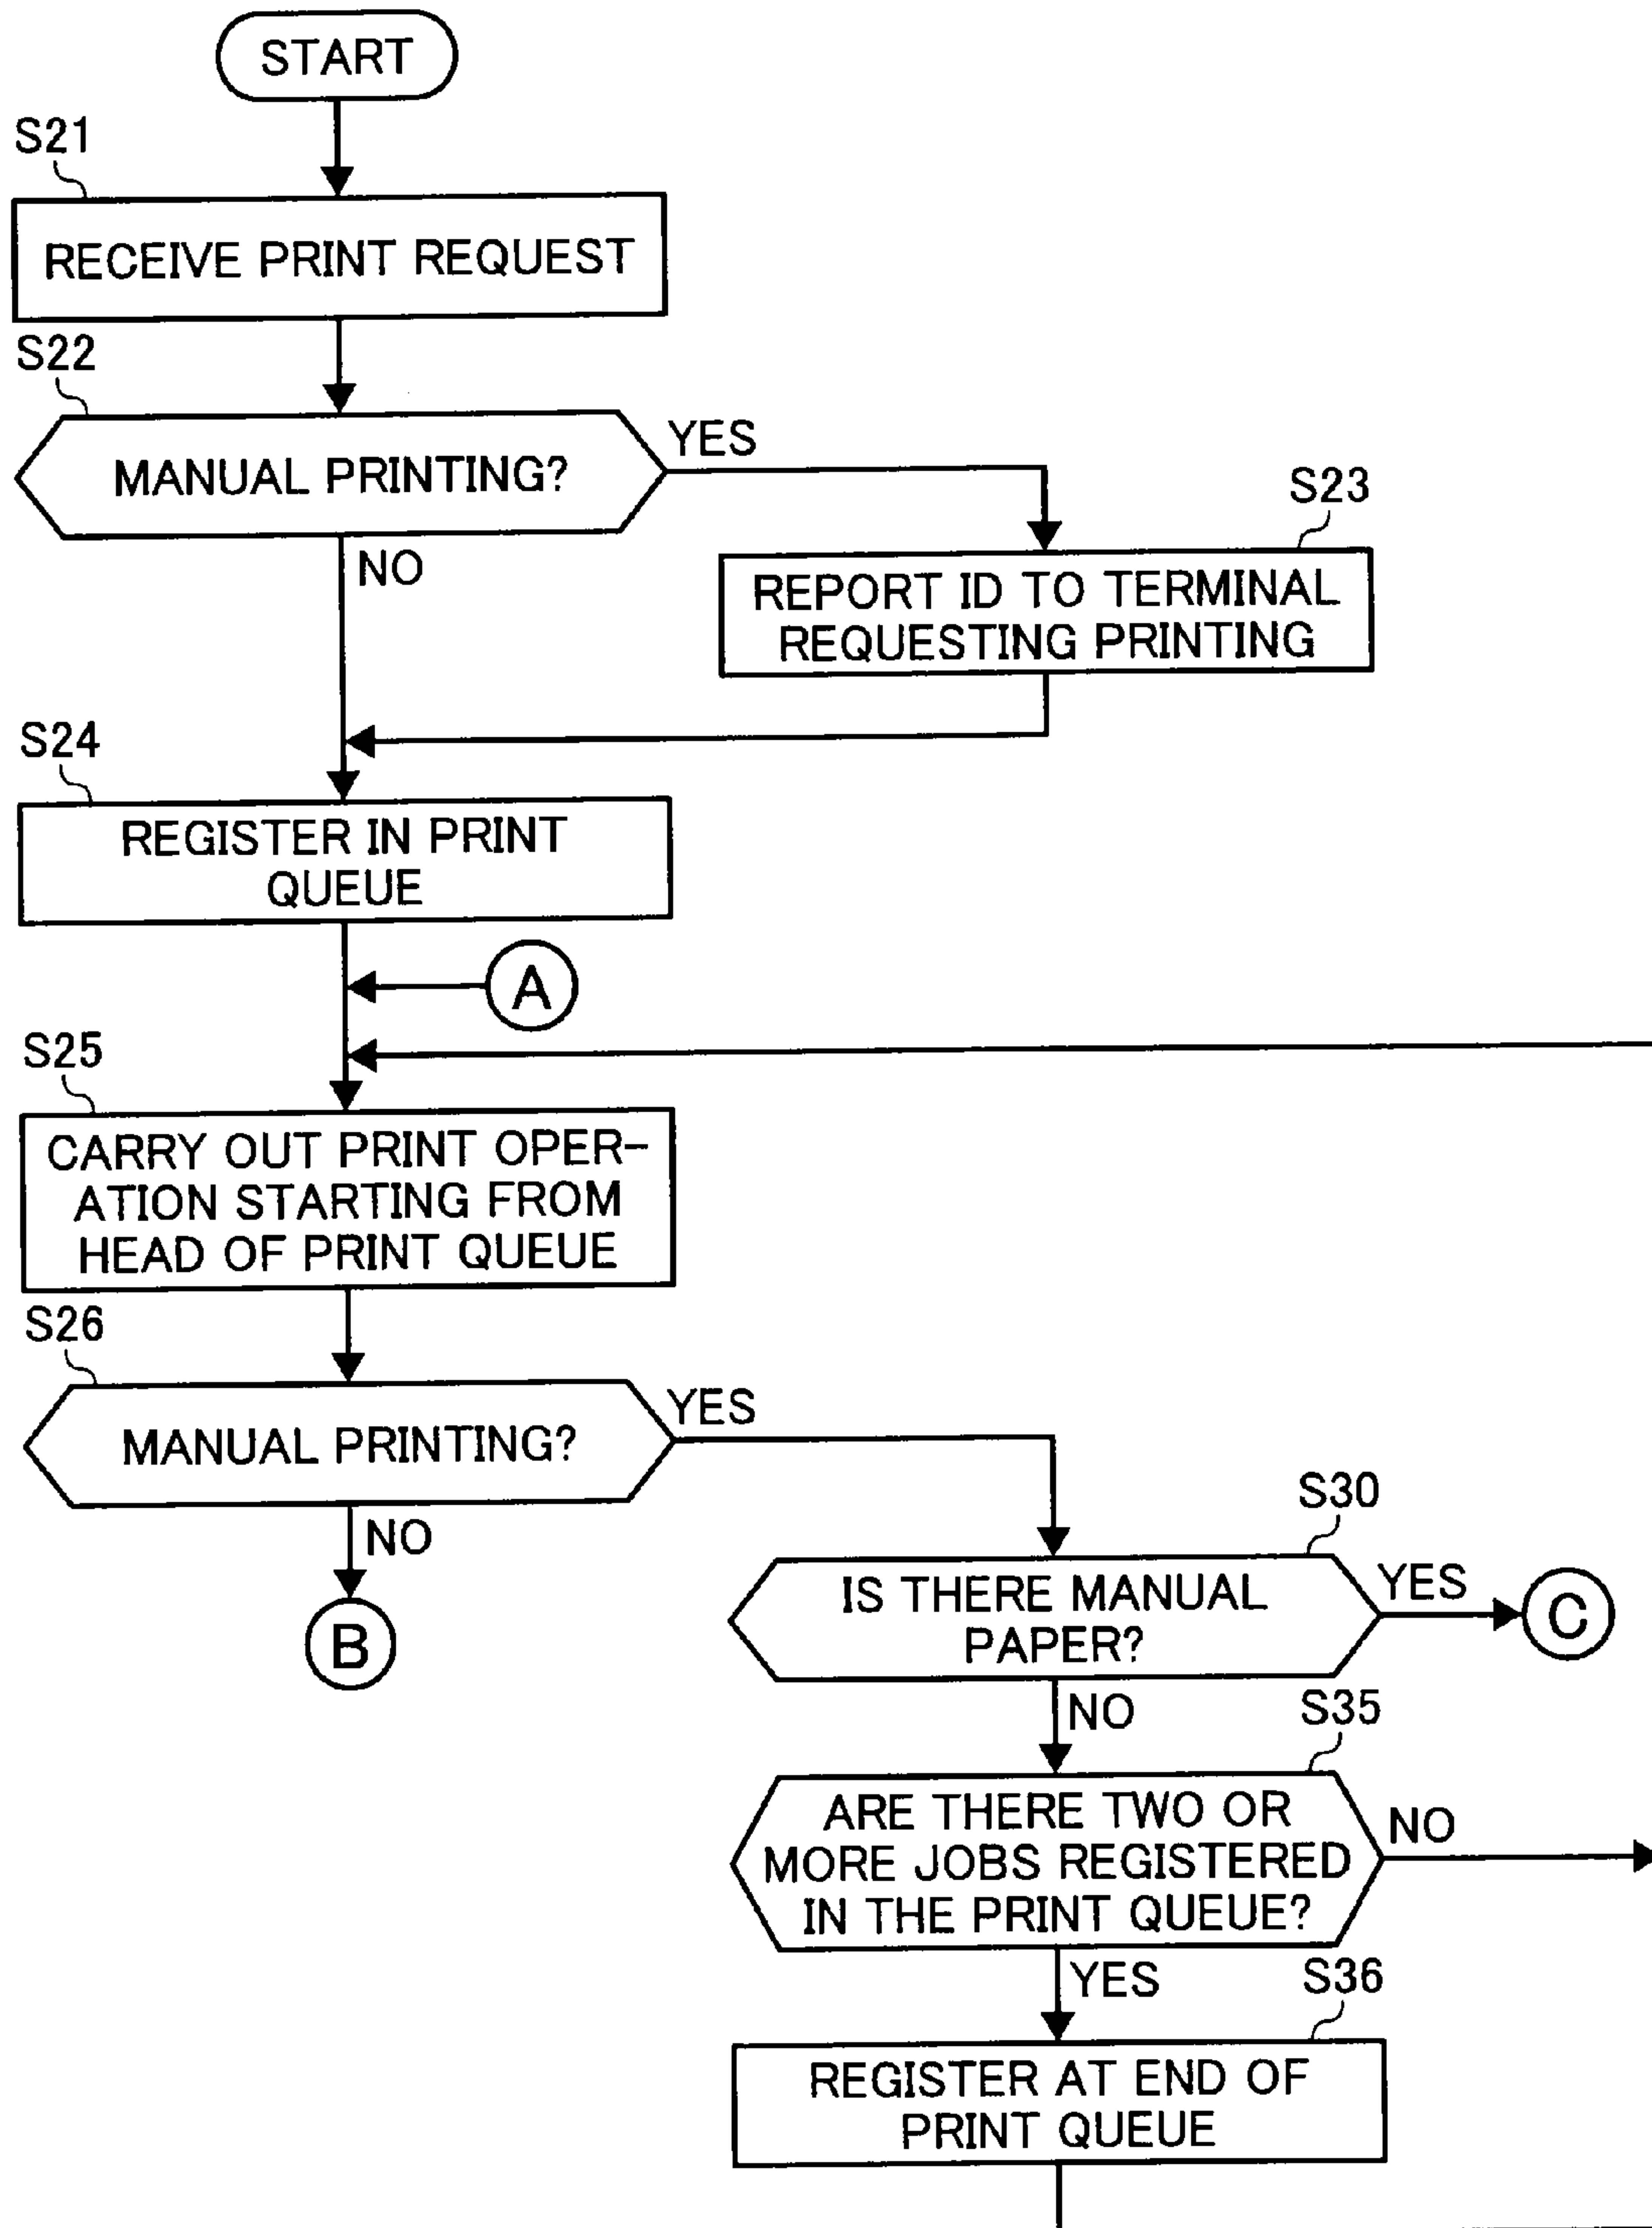 START
S21
RECEIVE PRINT REQUEST
S22
MANUAL PRINTING?
YES
NO
S23
REPORT ID TO TERMINAL
REQUESTING PRINTING
S24
REGISTER IN PRINT
QUEUE
A
S25
CARRY OUT PRINT OPER-
ATION STARTING FROM
HEAD OF PRINT QUEUE
S26
MANUAL PRINTING?
YES
NO
B
S30
IS THERE MANUAL
PAPER?
YES
C
NO
S35
ARE THERE TWO OR
MORE JOBS REGISTERED
IN THE PRINT QUEUE?
NO
YES
S36
REGISTER AT END OF
PRINT QUEUE